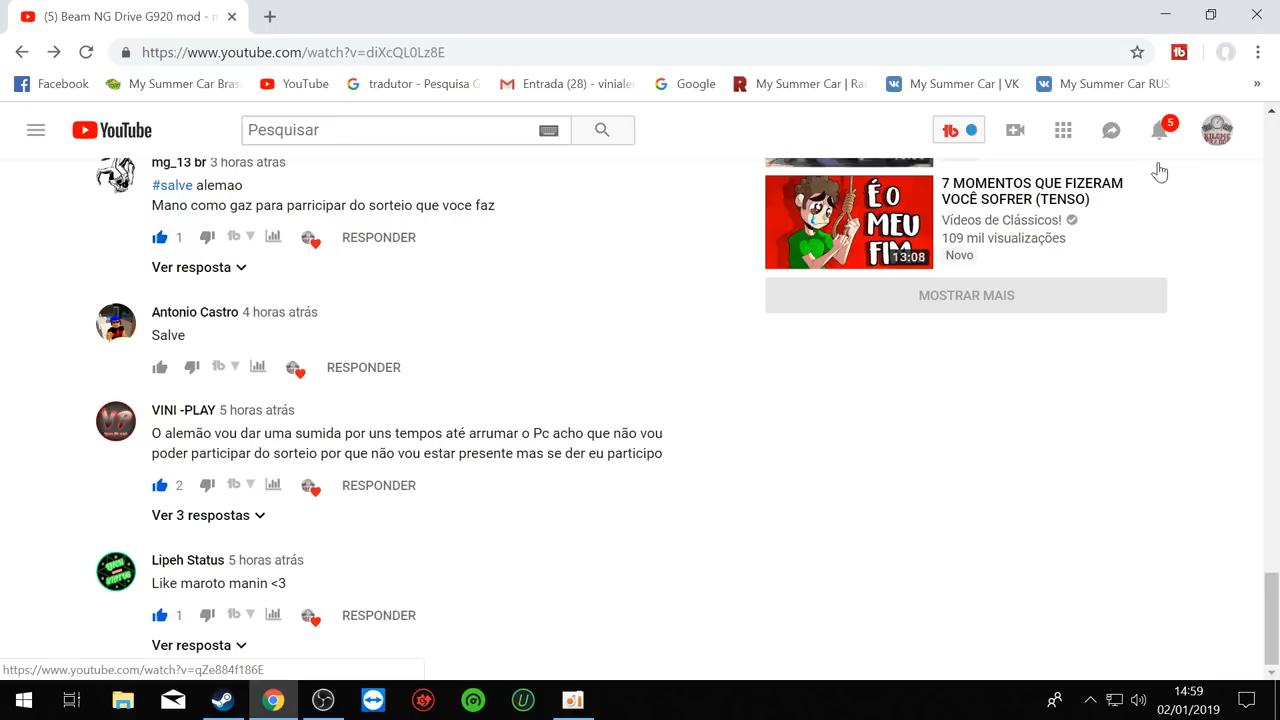 (5) Beam NG Drive G920 mod - m
https://www.youtube.com/watch?v=diXcQL0Lz8E
Facebook
My Summer Car Bras
YouTube
tradutor - Pesquisa G
Entrada (28) - viniale
Google
My Summer Car | Ra
My Summer Car | VK
My Summer Car RUS
»
YouTube
Pesquisar
5
mg_13 br 3 horas atrás
#salve alemao
Mano como gaz para parricipar do sorteio que voce faz
1
RESPONDER
Ver resposta
Antonio Castro 4 horas atrás
Salve
RESPONDER
VINI -PLAY 5 horas atrás
O alemão vou dar uma sumida por uns tempos até arrumar o Pc acho que não vou
poder participar do sorteio por que não vou estar presente mas se der eu participo
2
RESPONDER
Ver 3 respostas
Lipeh Status 5 horas atrás
Like maroto manin <3
1
RESPONDER
Ver resposta
É O
MEU
FIM
13:08
7 MOMENTOS QUE FIZERAM
VOCÊ SOFRER (TENSO)
Vídeos de Clássicos!
109 mil visualizações
Novo
MOSTRAR MAIS
https://www.youtube.com/watch?v=qZe884f186E
14:59
02/01/2019